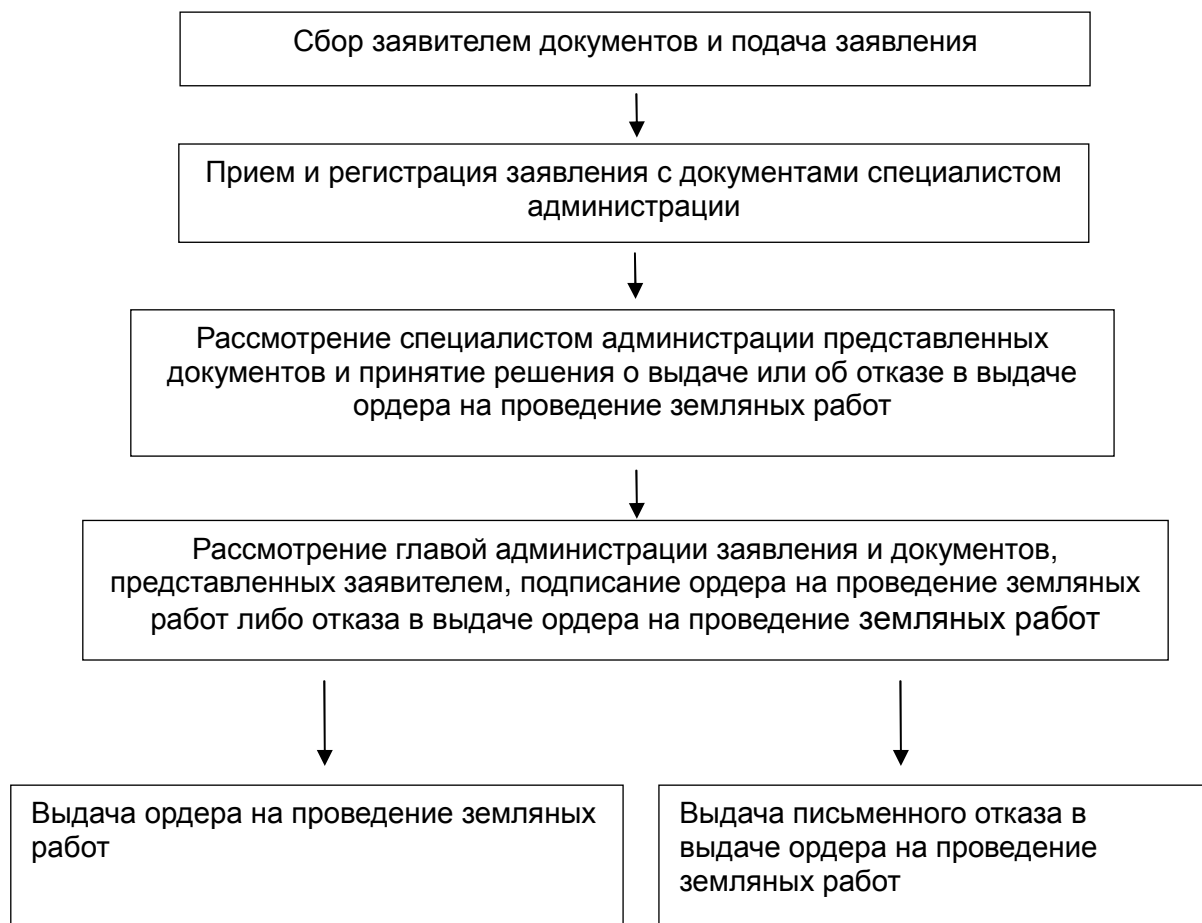 Сбор заявителем документов и подача заявления
Прием и регистрация заявления с документами специалистом
администрации
Рассмотрение специалистом администрации представленных
документов и принятие решения о выдаче или об отказе в выдаче
ордера на проведение земляных работ
Рассмотрение главой администрации заявления и документов,
представленных заявителем, подписание ордера на проведение земляных
работ либо отказа в выдаче ордера на проведение земляных работ
Выдача ордера на проведение земляных
работ
Выдача письменного отказа в
выдаче ордера на проведение
земляных работ